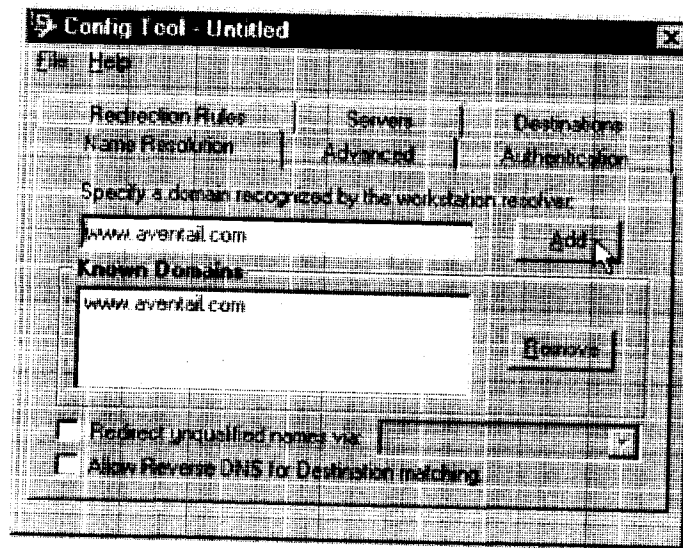 Config Tool - Untitled
File Help
Redirection Rules Servers Destinations
Name Resolution Advanced Authentication
Specify a domain recognized by the workstation resolver.
www.aventail.com Add
Known Domains
www.aventail.com
Remove
Redirect unqualified names via:
Allow Reverse DNS for Destination matching